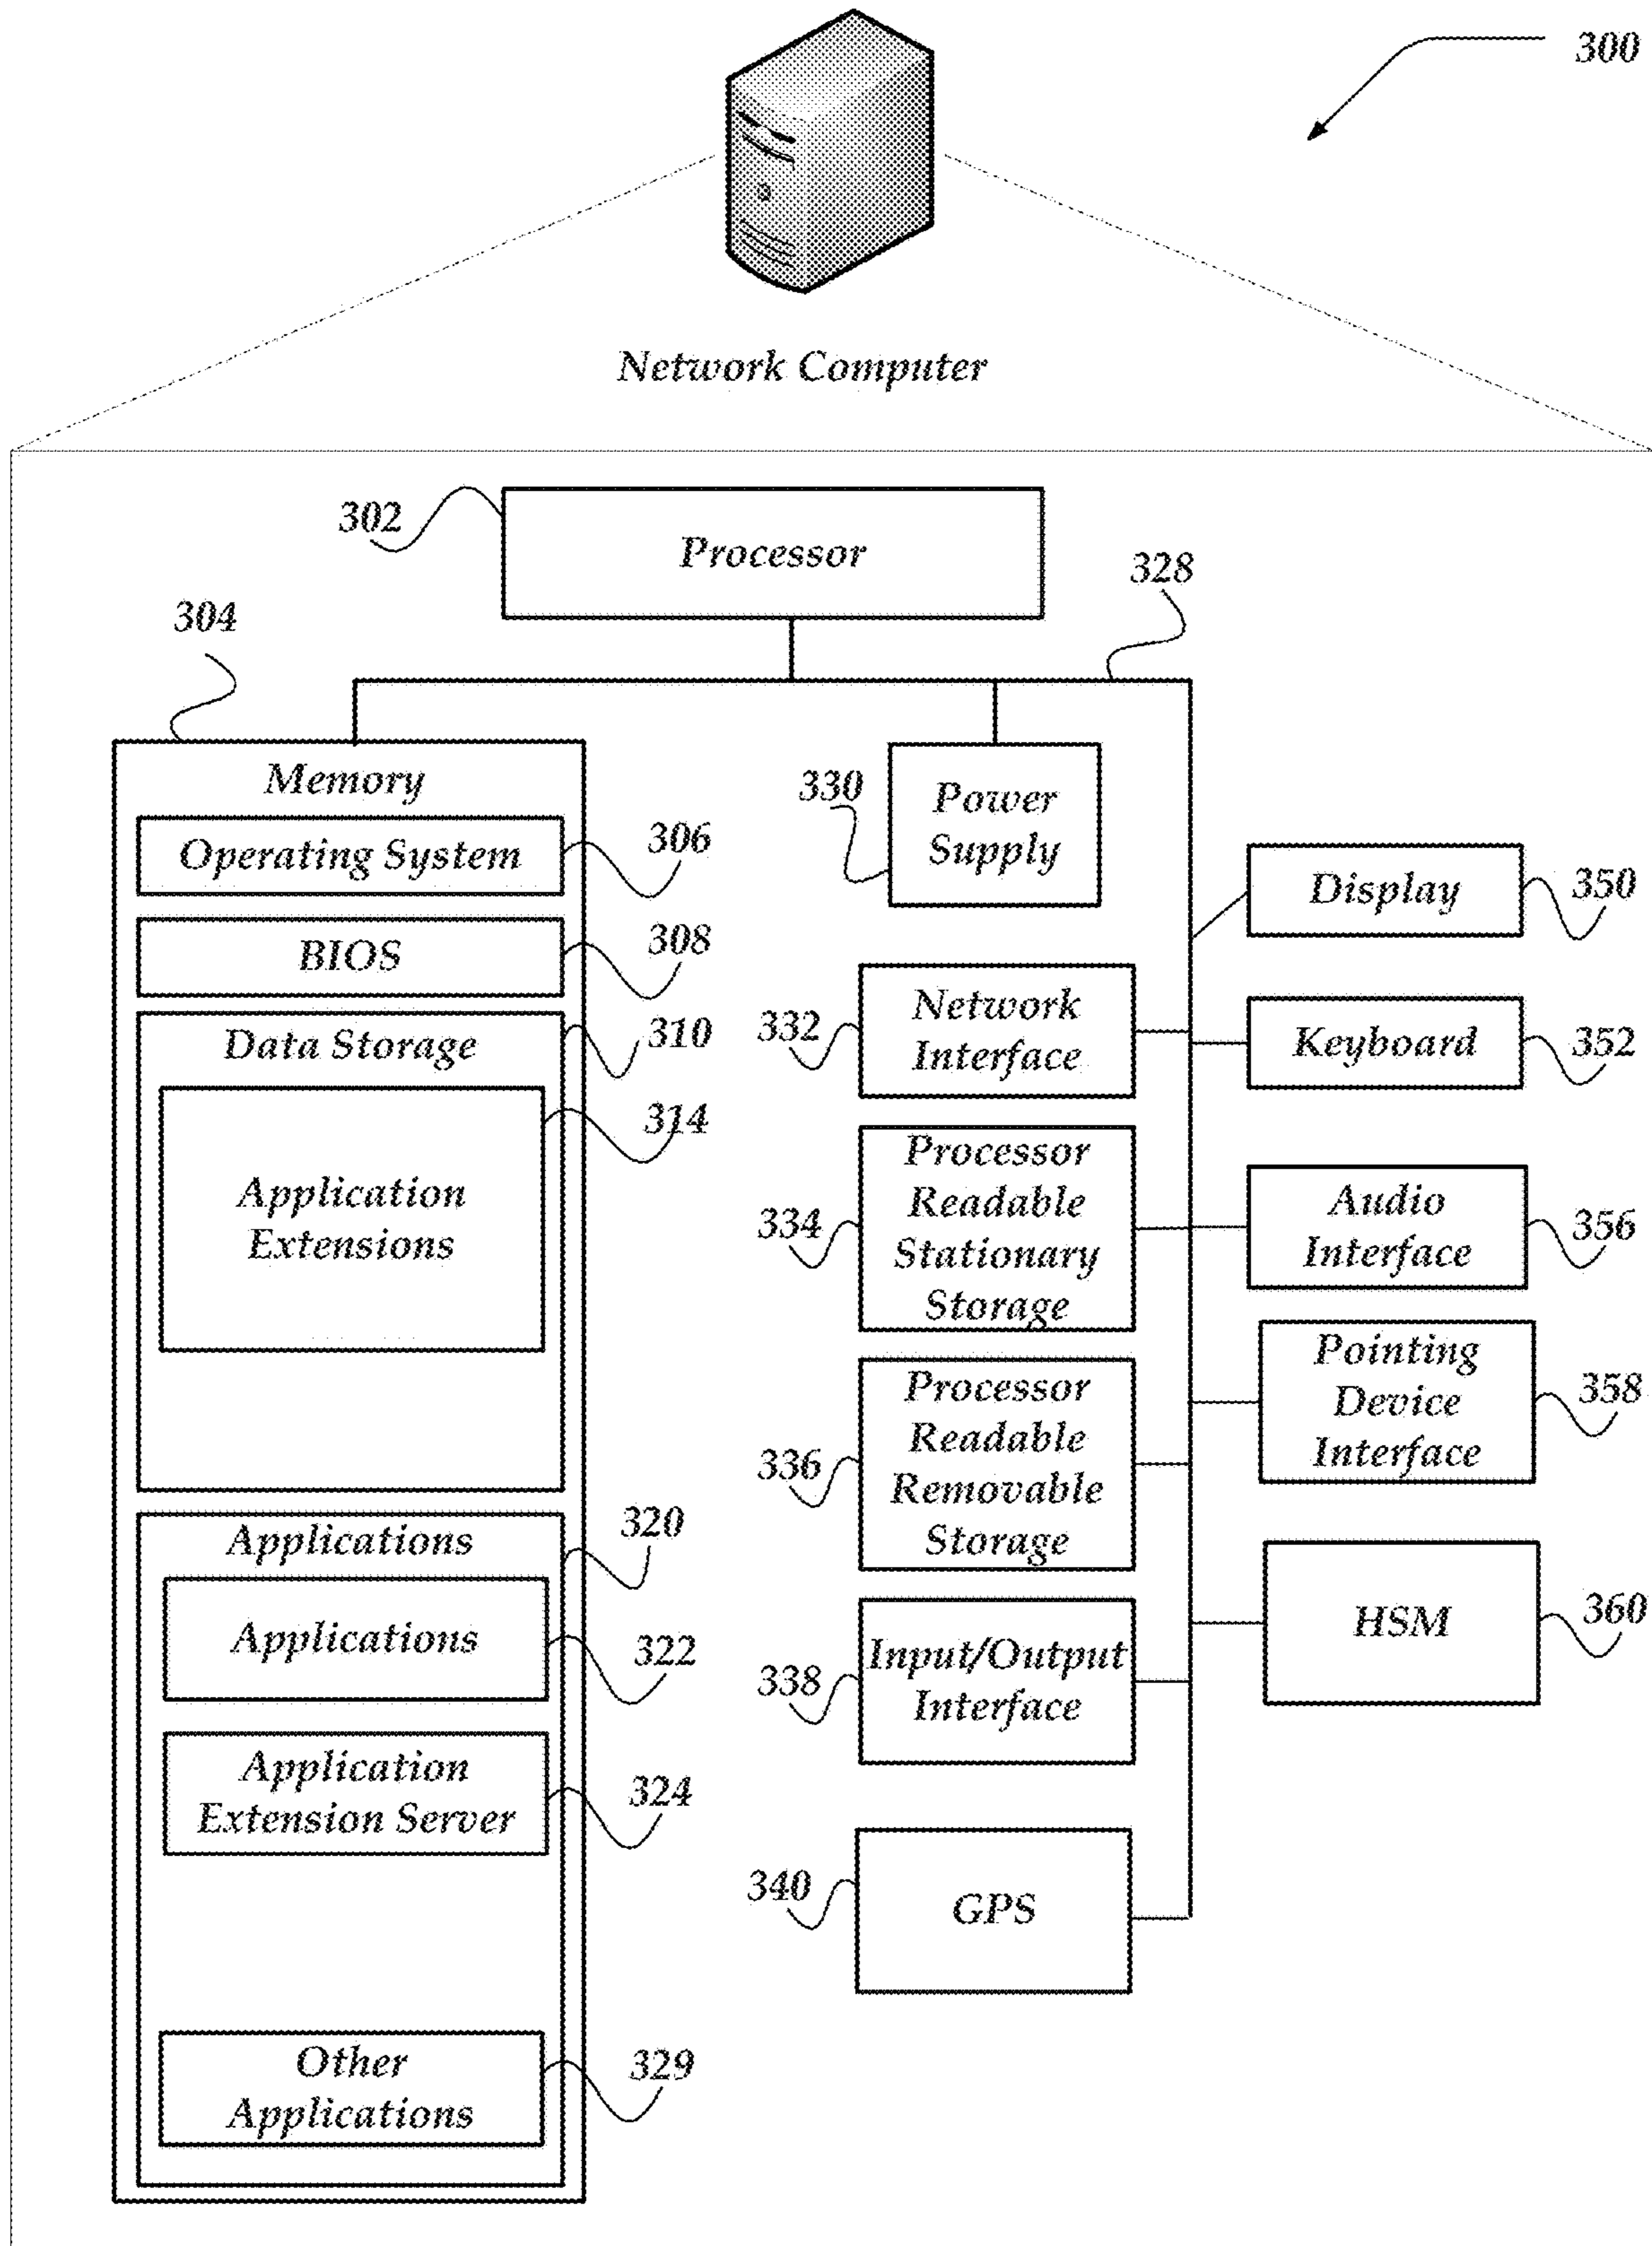 300
Network Computer
302
Processor
328
304
Memory
Operating System
306
BIOS
308
Data Storage
310
314
Application
Extensions
Applications
320
Applications
322
Application
Extension Server
324
Other
Applications
329
330
Power
Supply
332
Network
Interface
334
Processor
Readable
Stationary
Storage
336
Processor
Readable
Removable
Storage
338
Input/Output
Interface
340
GPS
Display
350
Keyboard
352
Audio
Interface
356
Pointing
Device
Interface
358
HSM
360